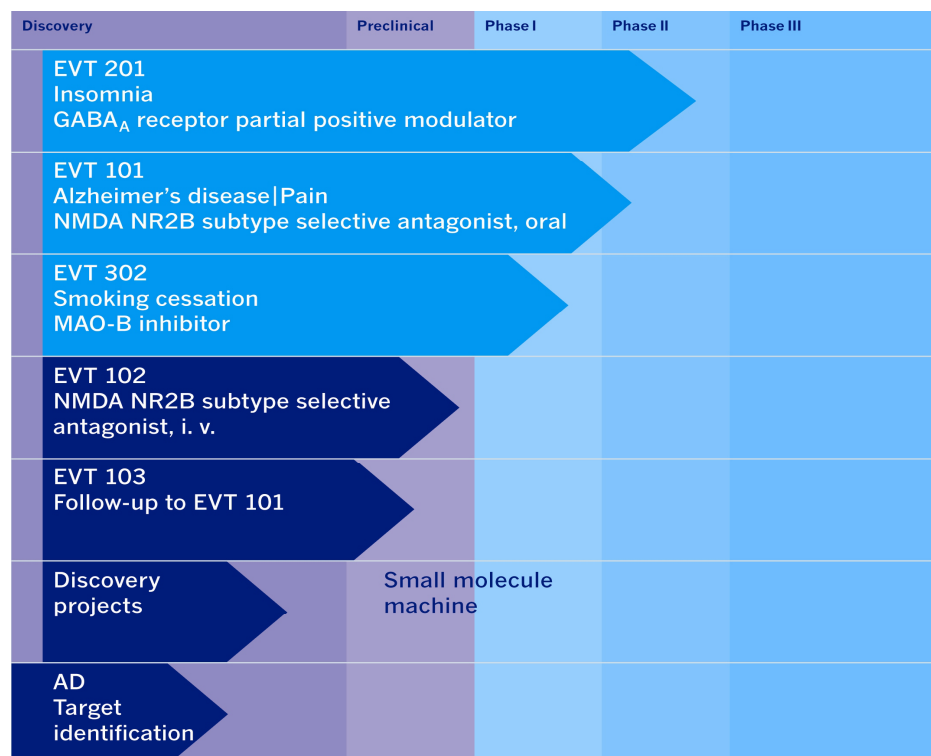 Discovery Preclinical Phase I Phase II Phase III
EVT 201
Insomnia
GABAA receptor partial positive modulator
EVT 101
Alzheimer's disease|Pain
NMDA NR2B subtype selective antagonist, oral
EVT 302
Smoking cessation
MAO-B inhibitor
EVT 102
NMDA NR2B subtype selective
antagonist, i. v.
EVT 103
Follow-up to EVT 101
Discovery
projects
Small molecule
machine
AD
Target
identification